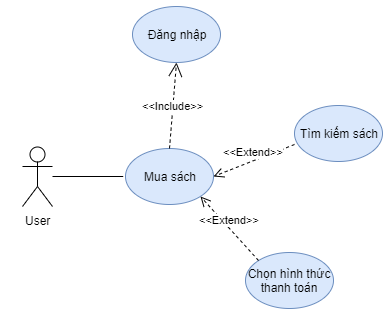 Đăng nhập
<<Include>>
Tìm kiếm sách
<<Extend>>
Mua sách
User
<<Extend>>
Chọn hình thức
thanh toán